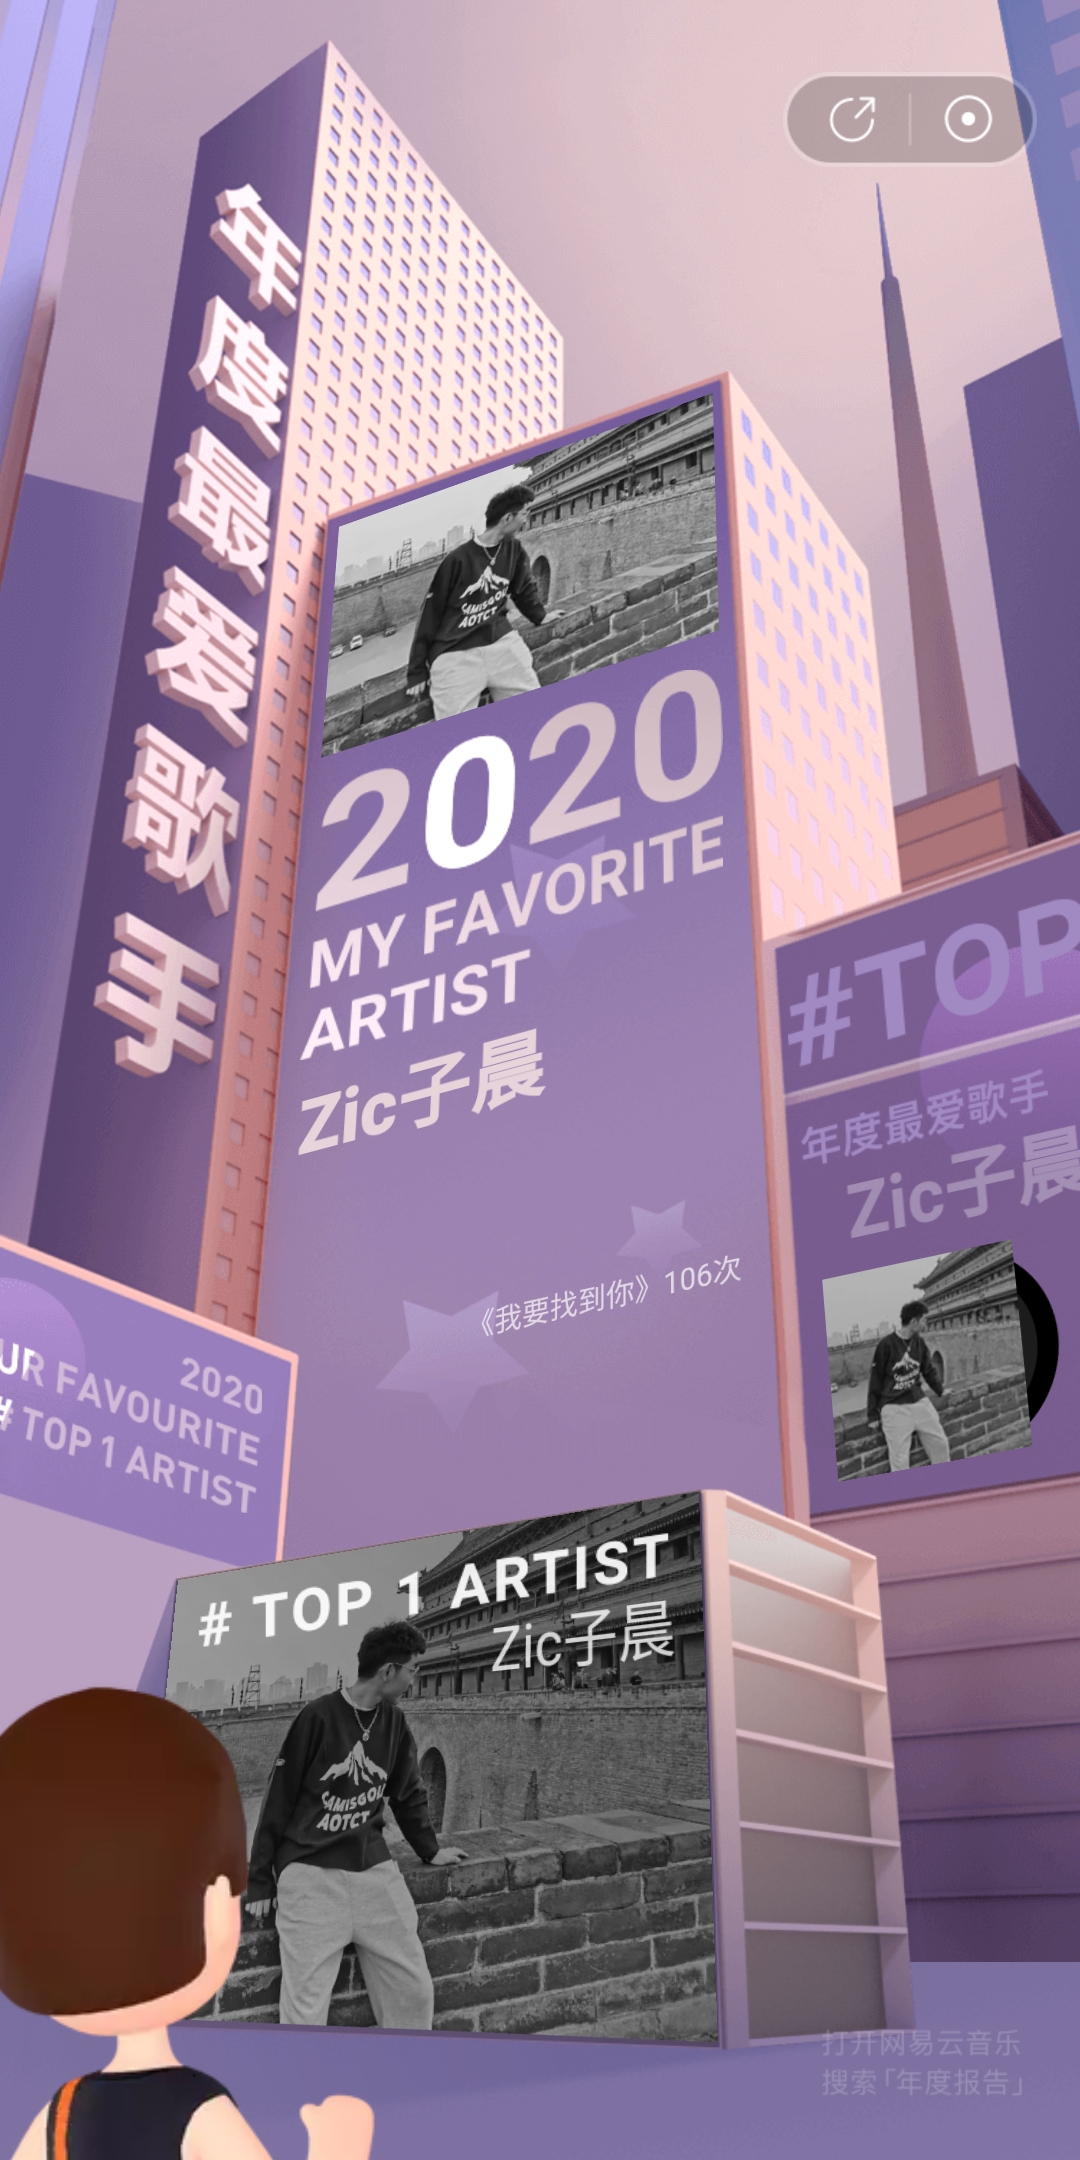 年度最爱歌手
2020
MY FAVORITE
ARTIST
Zic子晨
《我要找到你》106次
#TOP
年度最爱歌手
Zic子晨
2020
UR FAVOURITE
# TOP 1 ARTIST
# TOP 1 ARTIST
Zic子晨
CAMISGOL
AOTCT
打开网易云音乐
搜索「年度报告」